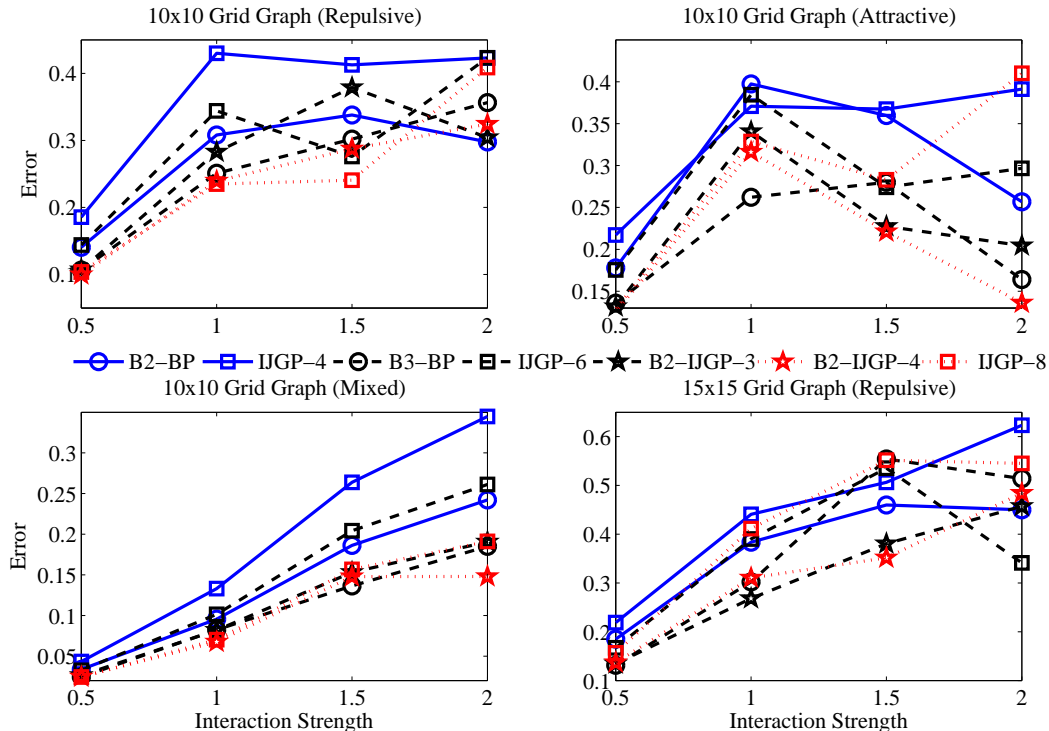 10x10 Grid Graph (Repulsive)
Error
0.4
0.3
0.2
0.1
0.5 1 1.5 2
10x10 Grid Graph (Attractive)
0.4
0.35
0.3
0.25
0.2
0.15
0.5 1 1.5 2
B2−BP IJGP−4 B3−BP IJGP−6 B2−IJGP−3 B2−IJGP−4 IJGP−8
10x10 Grid Graph (Mixed)
Error
0.3
0.25
0.2
0.15
0.1
0.05
0.5 1 1.5 2
Interaction Strength
15x15 Grid Graph (Repulsive)
0.6
0.5
0.4
0.3
0.2
0.1
0.5 1 1.5 2
Interaction Strength